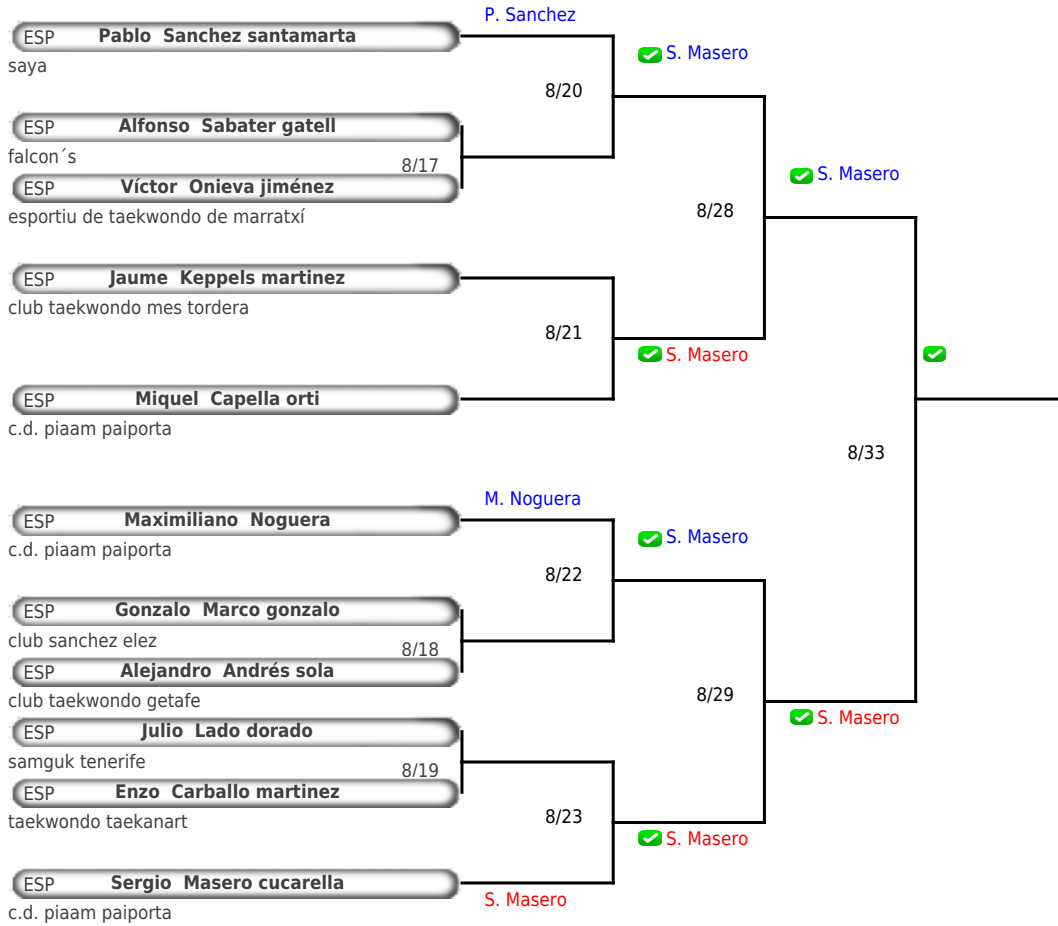 P. Sanchez
ESP Pablo Sanchez santamarta
saya
S. Masero
8/20
ESP Alfonso Sabater gatell
falcon´s
8/17
ESP Víctor Onieva jiménez
esportiu de taekwondo de marratxí
S. Masero
8/28
ESP Jaume Keppels martinez
club taekwondo mes tordera
8/21
S. Masero
ESP Miquel Capella orti
c.d. piaam paiporta
8/33
M. Noguera
ESP Maximiliano Noguera
c.d. piaam paiporta
S. Masero
8/22
ESP Gonzalo Marco gonzalo
club sanchez elez
8/18
ESP Alejandro Andrés sola
club taekwondo getafe
8/29
S. Masero
ESP Julio Lado dorado
samguk tenerife
8/19
ESP Enzo Carballo martinez
taekwondo taekanart
8/23
S. Masero
ESP Sergio Masero cucarella
S. Masero
c.d. piaam paiporta